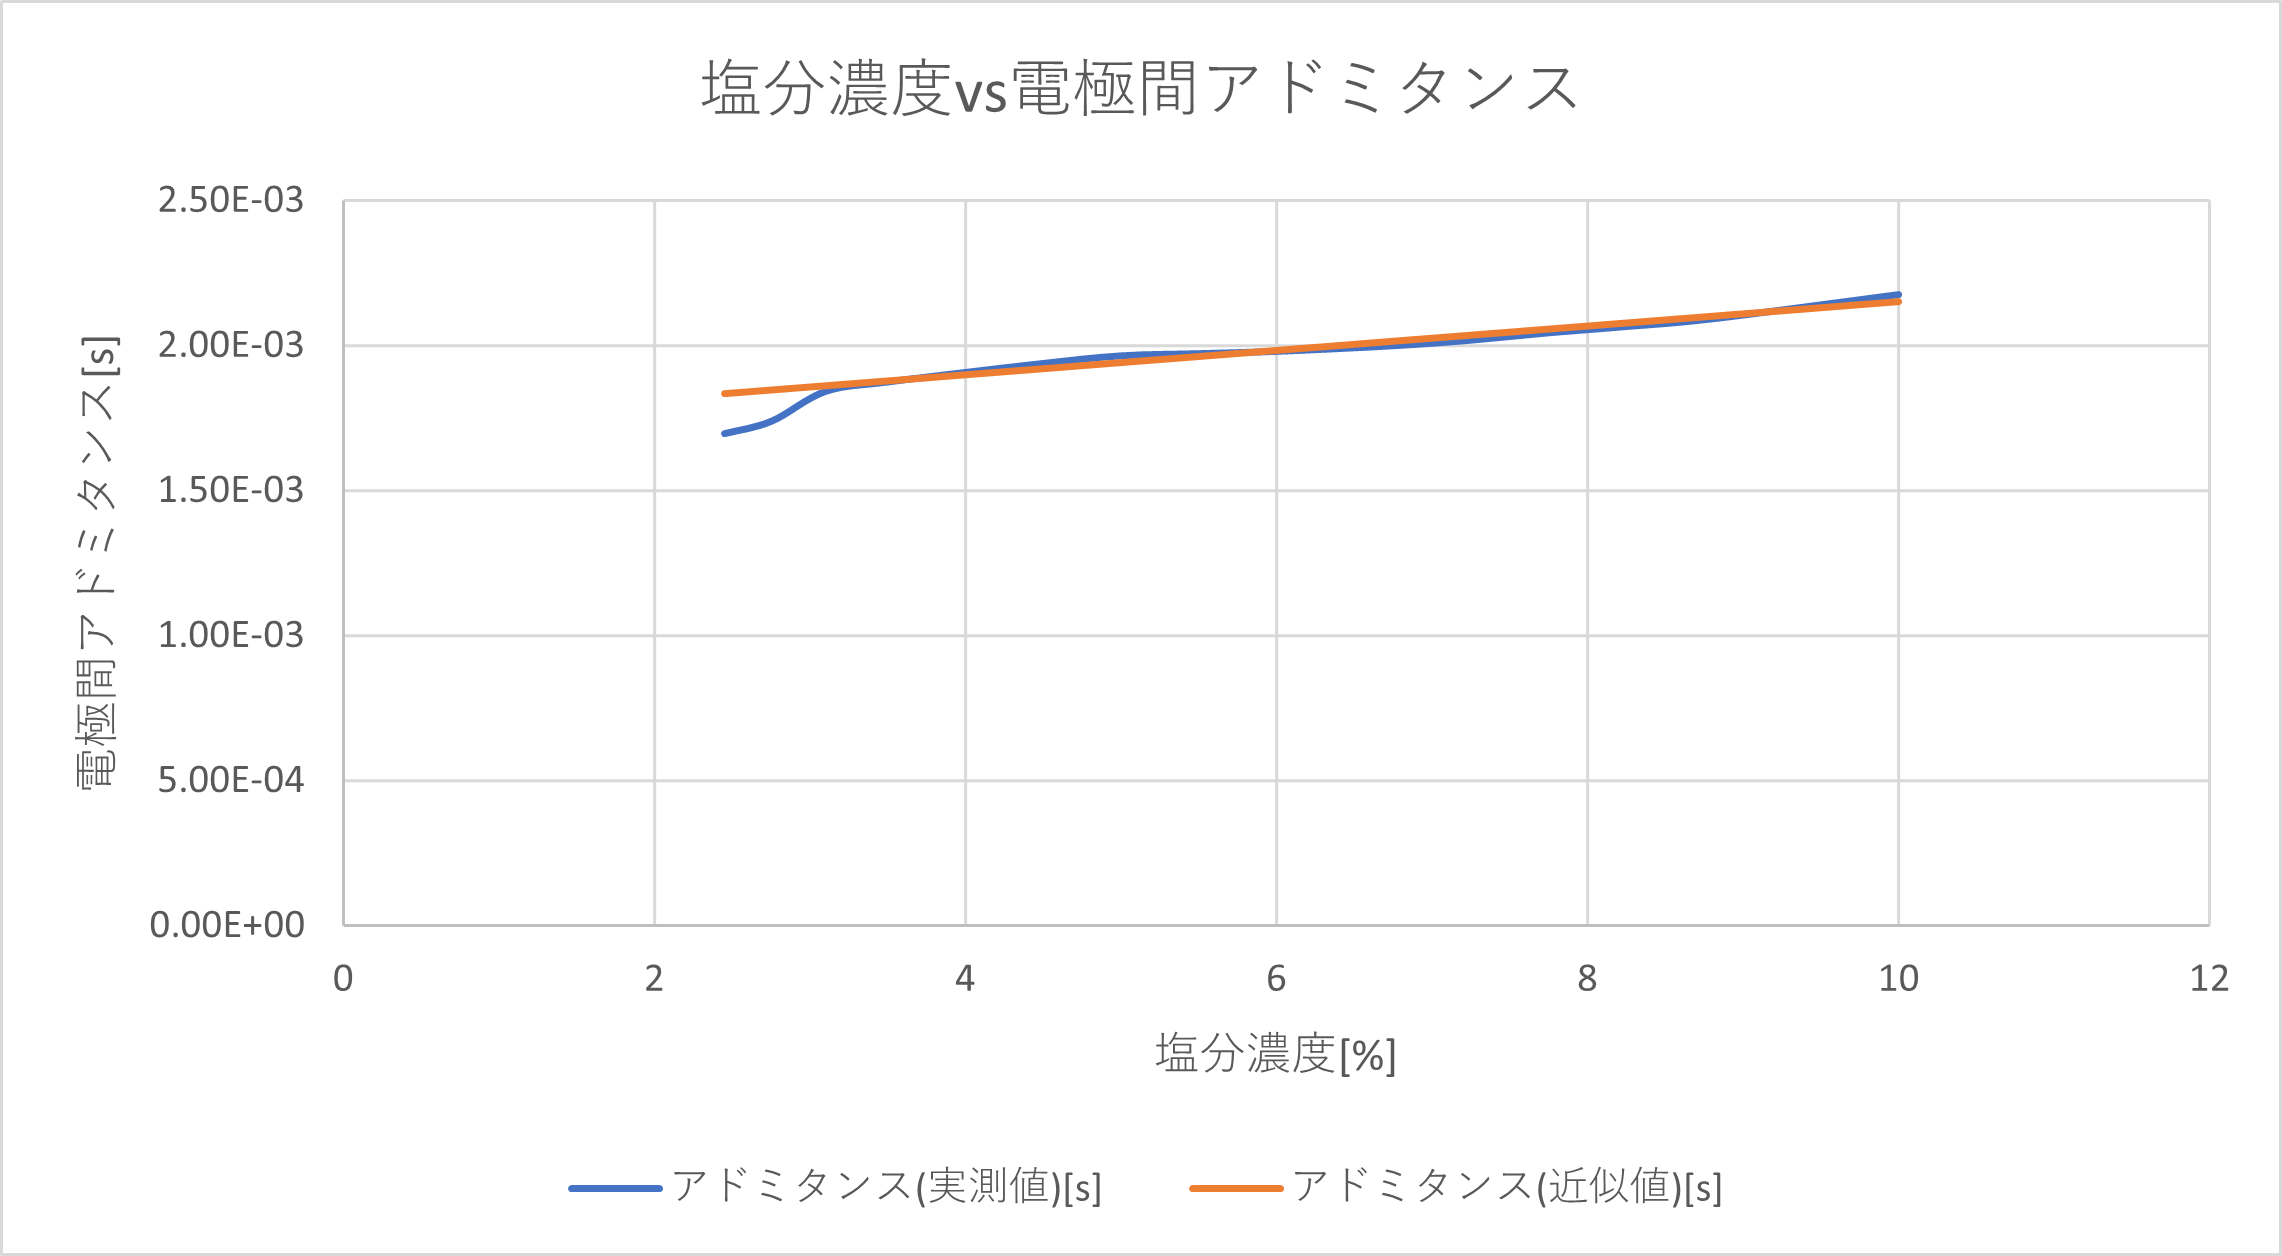 塩分濃度vs電極間アドミタンス
電極間アドミタンス[s]
2.50E-03
2.00E-03
1.50E-03
1.00E-03
5.00E-04
0.00E+00
0 2 4 6 8 10 12
塩分濃度[%]
アドミタンス(実測値)[s] アドミタンス(近似値)[s]